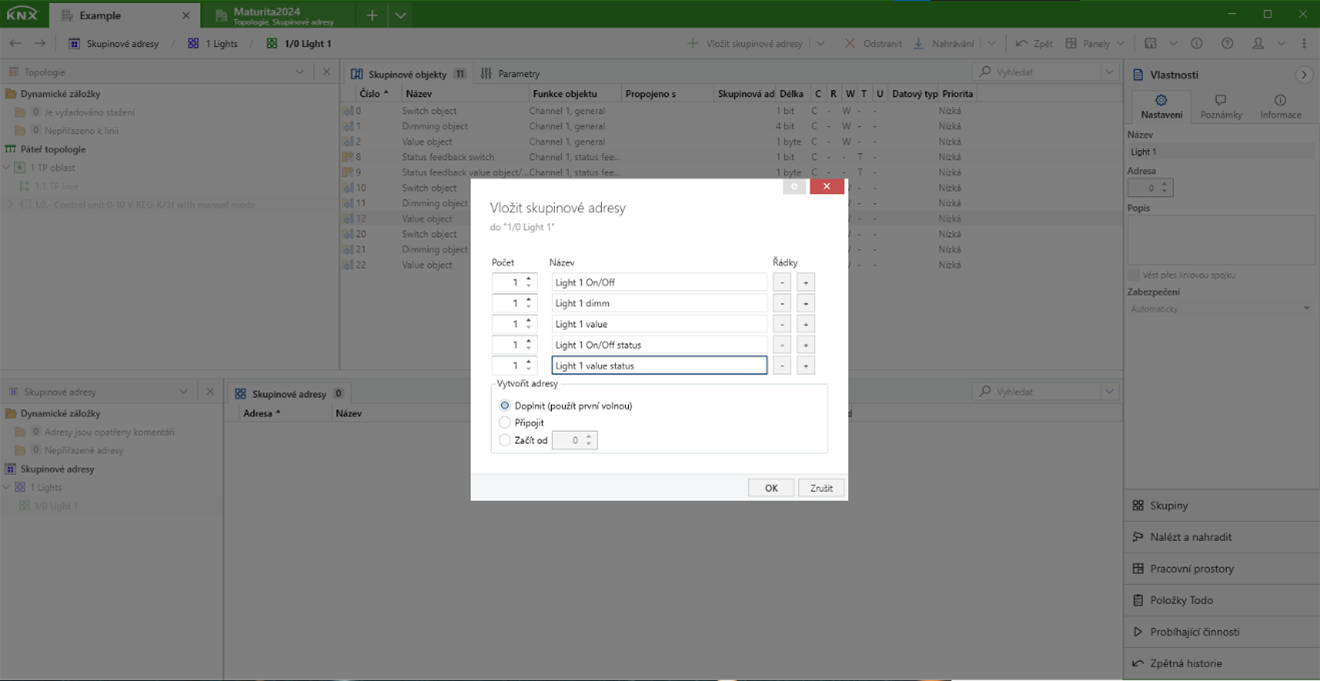 KNX
Example
Maturita2024
Topologie, Skupinové adresy
Skupinové adresy / 1 Lights / 1/0 Light 1
Vložit skupinové adresy
Odstranit
Nahrávání
Zpět
Panely
Topologie
Dynamické záložky
0 Je vyžadováno stažení
0 Nepřiřazeno k linii
Páteř topologie
1 TP oblast
1.1 TP linie
1.0.- Control unit 0-10 V REG-K/3f with manual mode
Skupinové objekty 11
Parametry
Vyhledat
Číslo Název Funkce objektu Propojeno s Skupinová ad Délka C R W T U Datový typ Priorita
0 Switch object Channel 1, general 1 bit C - W - - Nízká
1 Dimming object Channel 1, general 4 bit C - W - - Nízká
2 Value object Channel 1, general 1 byte C - W - - Nízká
8 Status feedback switch Channel 1, status fee... 1 bit C - - T - Nízká
9 Status feedback value object/... Channel 1, status fee... 1 byte C - - T - Nízká
10 Switch object - - Nízká
11 Dimming object - - Nízká
12 Value object - - Nízká
20 Switch object - - Nízká
21 Dimming object - - Nízká
22 Value object - - Nízká
Vložit skupinové adresy
do "1/0 Light 1"
Počet Název Řádky
1 Light 1 On/Off - +
1 Light 1 dimm - +
1 Light 1 value - +
1 Light 1 On/Off status - +
1 Light 1 value status - +
Vytvořit adresy
Doplnit (použít první volnou)
Připojit
Začít od 0
OK
Zrušit
Skupinové adresy
Dynamické záložky
0 Adresy jsou opatřeny komentáři
0 Nepřiřazené adresy
Skupinové adresy
1 Lights
1/0 Light 1
Skupinové adresy 0
Vyhledat
Adresa Název
Vlastnosti
Nastavení
Poznámky
Informace
Název
Light 1
Adresa
0
Popis
Vést přes liniovou spojku
Zabezpečení
Automaticky
Skupiny
Nalézt a nahradit
Pracovní prostory
Položky Todo
Probíhající činnosti
Zpětná historie